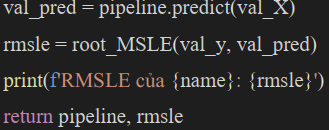 val_pred = pipeline.predict(val_X)
rmsle = root_MSLE(val_y, val_pred)
print(f'RMSLE của {name}: {rmsle}')
return pipeline, rmsle